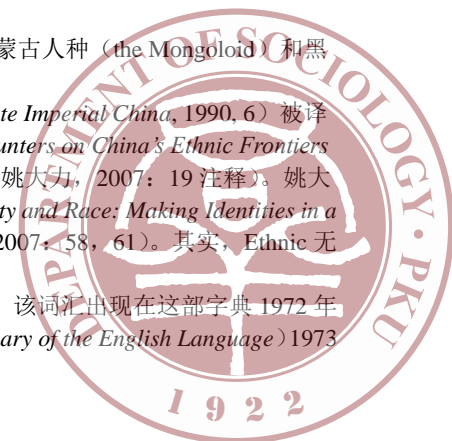 蒙古人种（the Mongoloid）和黑
te Imperial China, 1990, 6）被译
unters on China's Ethnic Frontiers
姚大力，2007：19 注释）。姚大
ty and Race: Making Identities in a
2007：58，61）。其实，Ethnic 无
该词汇出现在这部字典 1972 年
ary of the English Language）1973
DEPARTMENT OF SOCIOLOGY · PKU
1922